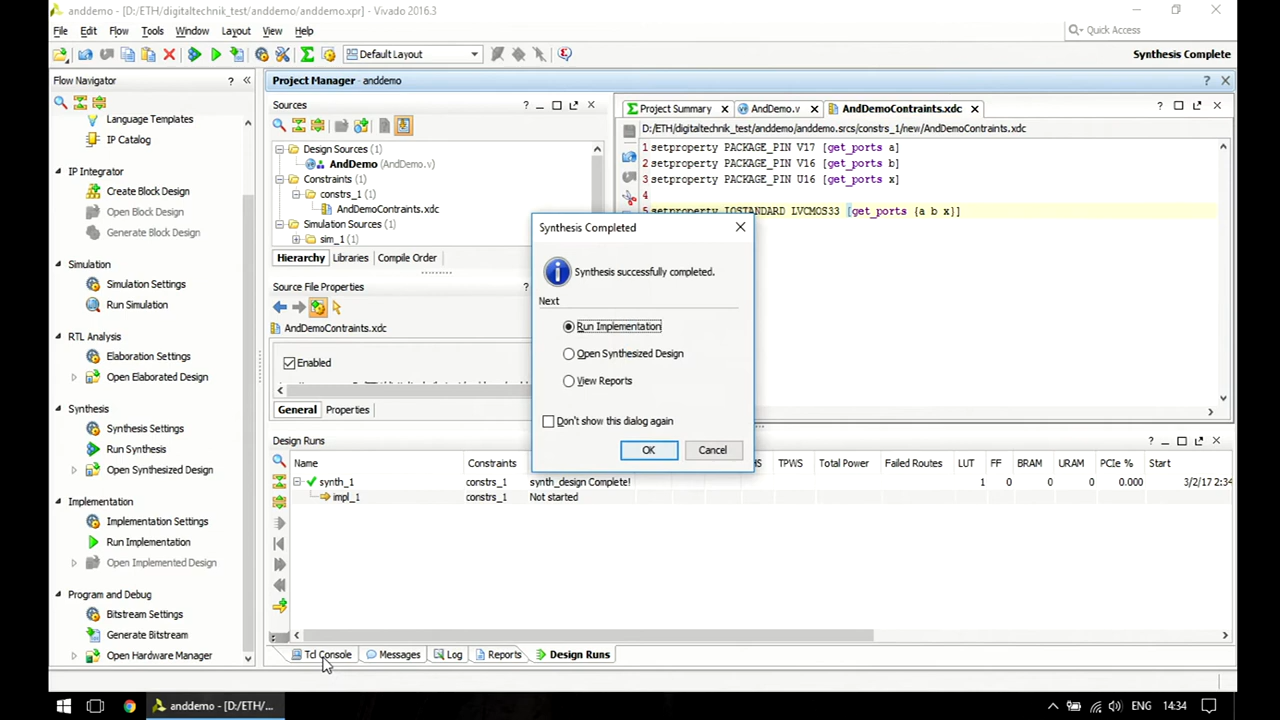 anddemo - [D:/ETH/digitaltechnik_test/anddemo/anddemo.xpr] - Vivado 2016.3
File Edit Flow Tools Window Layout View Help
Quick Access
Default Layout
Synthesis Complete
Flow Navigator
Language Templates
IP Catalog
IP Integrator
Create Block Design
Open Block Design
Generate Block Design
Simulation
Simulation Settings
Run Simulation
RTL Analysis
Elaboration Settings
Open Elaborated Design
Synthesis
Synthesis Settings
Run Synthesis
Open Synthesized Design
Implementation
Implementation Settings
Run Implementation
Open Implemented Design
Program and Debug
Bitstream Settings
Generate Bitstream
Open Hardware Manager
Project Manager - anddemo
Sources
Design Sources (1)
AndDemo (AndDemo.v)
Constraints (1)
constrs_1 (1)
AndDemoContraints.xdc
Simulation Sources (1)
sim_1 (1)
Hierarchy Libraries Compile Order
Source File Properties
AndDemoContraints.xdc
Enabled
General Properties
Project Summary AndDemo.v AndDemoContraints.xdc
D:/ETH/digitaltechnik_test/anddemo/anddemo.srcs/constrs_1/new/AndDemoContraints.xdc
1 setproperty PACKAGE_PIN V17 [get_ports a]
2 setproperty PACKAGE_PIN V16 [get_ports b]
3 setproperty PACKAGE_PIN U16 [get_ports x]
4
5 setproperty IOSTANDARD LVCMOS33 [get_ports {a b x}]
Synthesis Completed
Synthesis successfully completed.
Next
Run Implementation
Open Synthesized Design
View Reports
Don't show this dialog again
OK Cancel
Design Runs
Name Constraints TPWS Total Power Failed Routes LUT FF BRAM URAM PCIe % Start
synth_1 constrs_1 synth_design Complete! 1 0 0 0 0.000 3/2/17 2:34
impl_1 constrs_1 Not started
Tcl Console Messages Log Reports Design Runs
anddemo - [D:/ETH/...
ENG 14:34